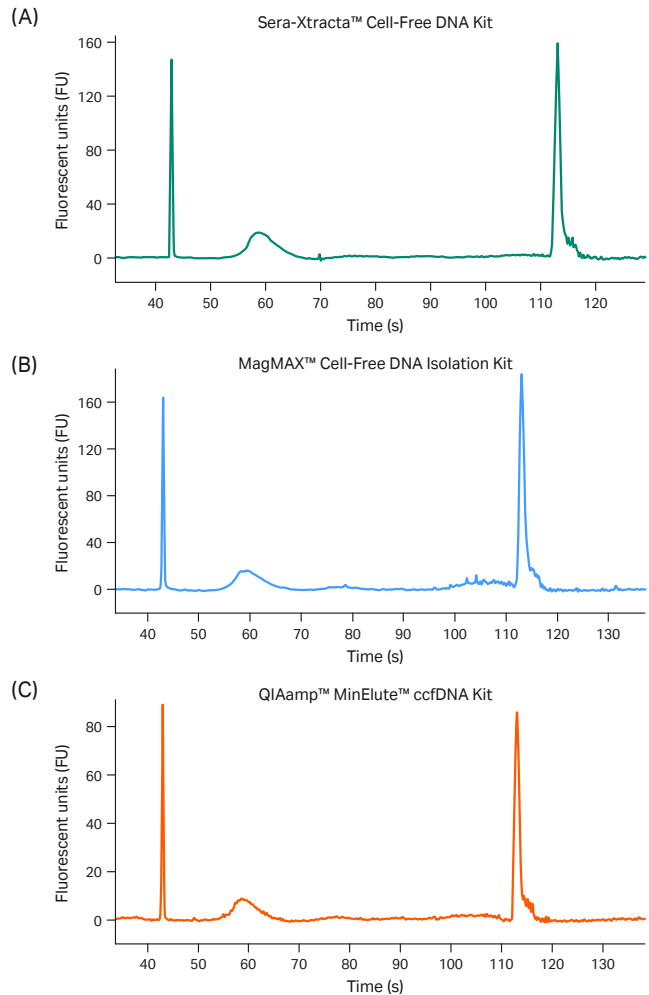 (A)
Sera-Xtracta™ Cell-Free DNA Kit
Fluorescent units (FU)
160
120
80
40
0
40 50 60 70 80 90 100 110 120
Time (s)
(B)
MagMAX™ Cell-Free DNA Isolation Kit
Fluorescent units (FU)
160
120
80
40
0
40 50 60 70 80 90 100 110 120 130
Time (s)
(C)
QIAamp™ MinElute™ ccfDNA Kit
Fluorescent units (FU)
80
60
40
20
0
40 50 60 70 80 90 100 110 120 130
Time (s)